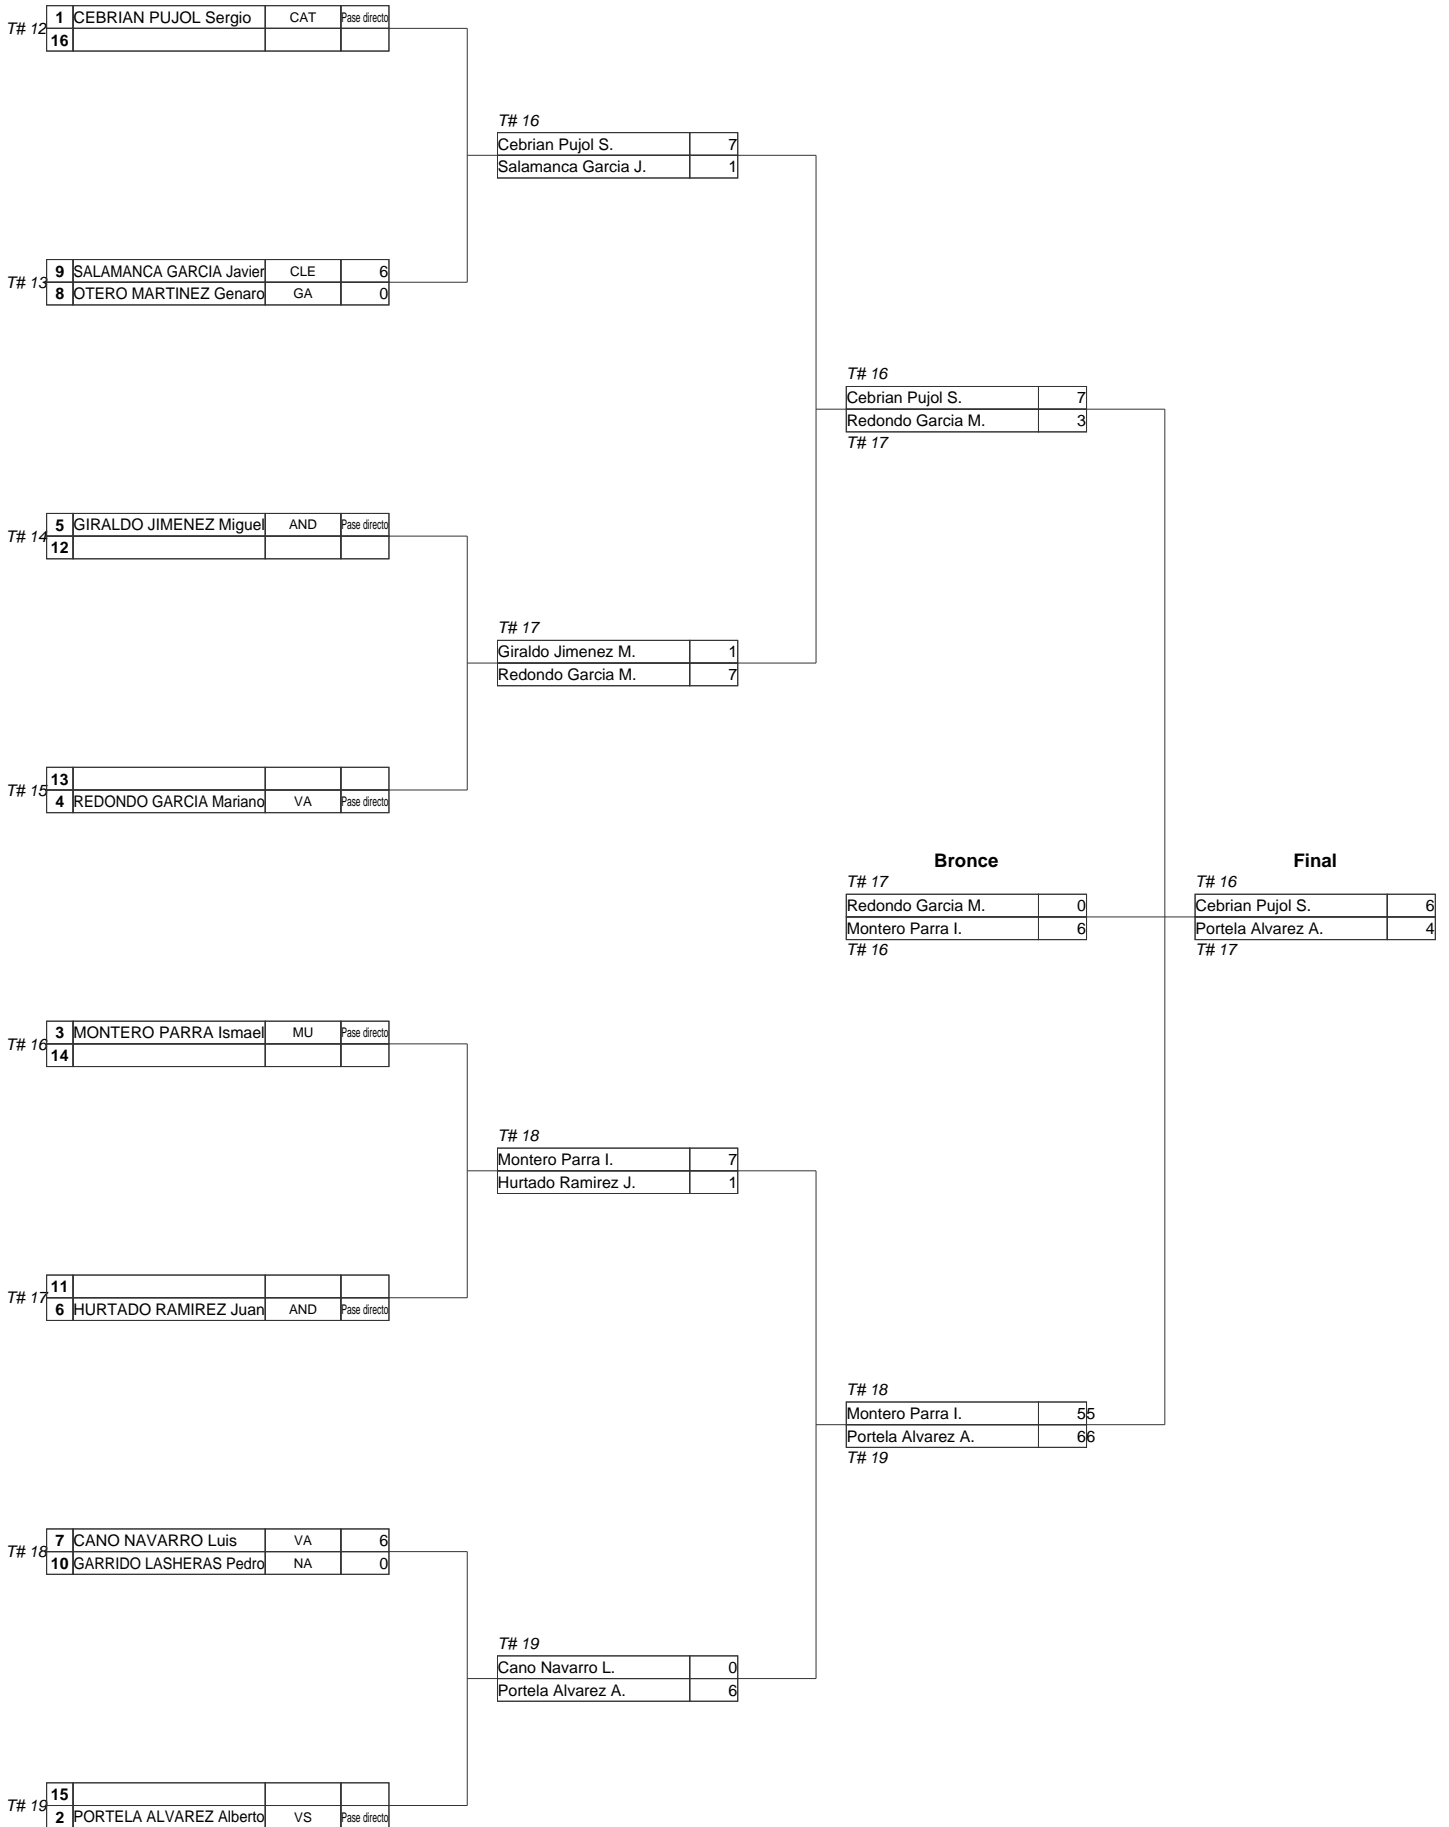 T# 12
1 CEBRIAN PUJOL Sergio CAT Pase directo
16
T# 16
Cebrian Pujol S. 7
Salamanca Garcia J. 1
T# 13
9 SALAMANCA GARCIA Javier CLE 6
8 OTERO MARTINEZ Genaro GA 0
T# 16
Cebrian Pujol S. 7
Redondo Garcia M. 3
T# 17
T# 14
5 GIRALDO JIMENEZ Miguel AND Pase directo
12
T# 17
Giraldo Jimenez M. 1
Redondo Garcia M. 7
T# 15
13
4 REDONDO GARCIA Mariano VA Pase directo
Bronce
T# 17
Redondo Garcia M. 0
Montero Parra I. 6
T# 16
Final
T# 16
Cebrian Pujol S. 6
Portela Alvarez A. 4
T# 17
T# 16
3 MONTERO PARRA Ismael MU Pase directo
14
T# 18
Montero Parra I. 7
Hurtado Ramirez J. 1
T# 17
11
6 HURTADO RAMIREZ Juan AND Pase directo
T# 18
Montero Parra I. 55
Portela Alvarez A. 66
T# 19
T# 18
7 CANO NAVARRO Luis VA 6
10 GARRIDO LASHERAS Pedro NA 0
T# 19
Cano Navarro L. 0
Portela Alvarez A. 6
T# 19
15
2 PORTELA ALVAREZ Alberto VS Pase directo